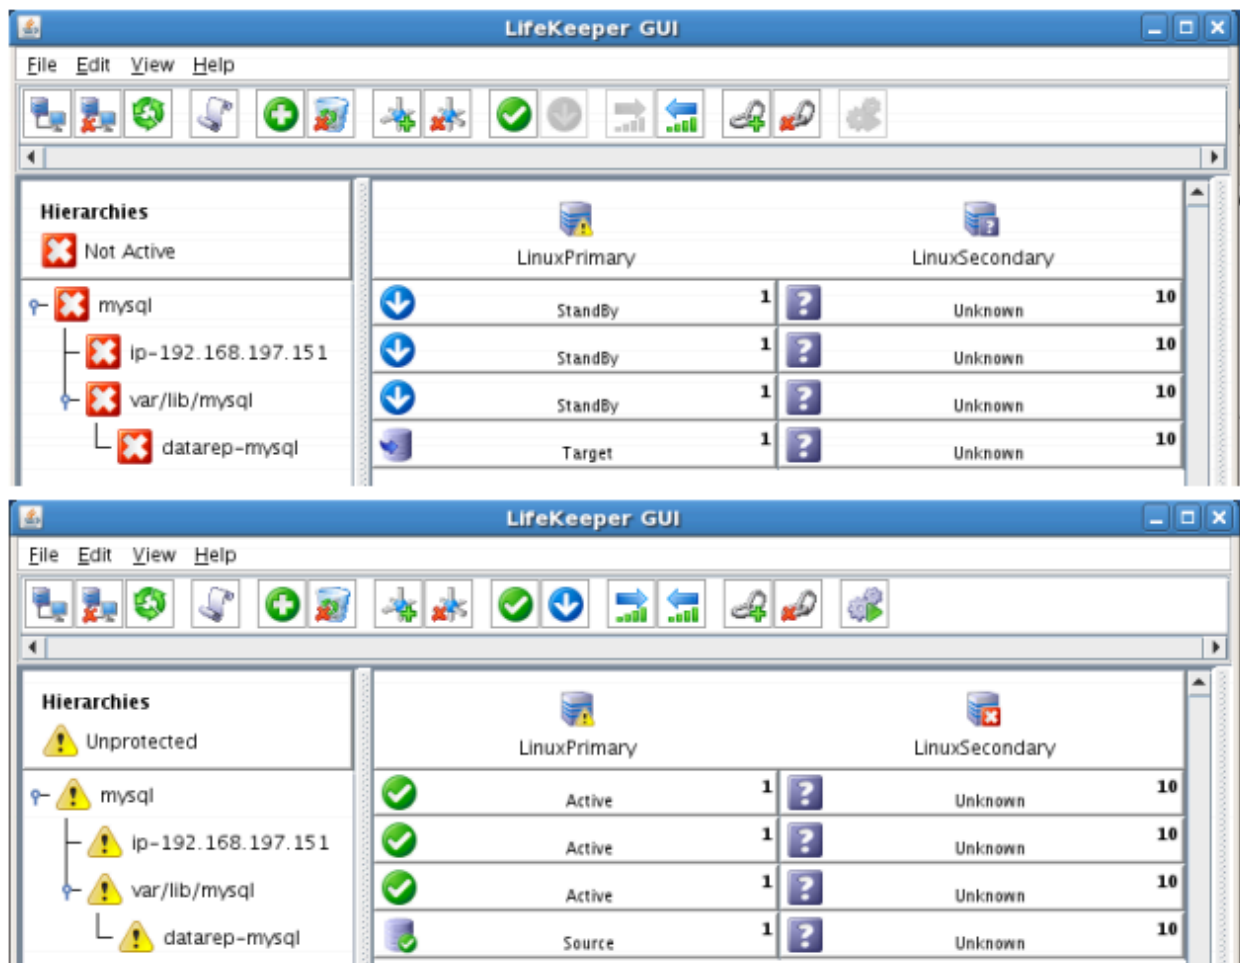 LifeKeeper GUI
File Edit View Help
Hierarchies
Not Active
LinuxPrimary LinuxSecondary
mysql StandBy 1 Unknown 10
ip-192.168.197.151 StandBy 1 Unknown 10
var/lib/mysql StandBy 1 Unknown 10
datarep-mysql Target 1 Unknown 10
LifeKeeper GUI
File Edit View Help
Hierarchies
Unprotected
LinuxPrimary LinuxSecondary
mysql Active 1 Unknown 10
ip-192.168.197.151 Active 1 Unknown 10
var/lib/mysql Active 1 Unknown 10
datarep-mysql Source 1 Unknown 10